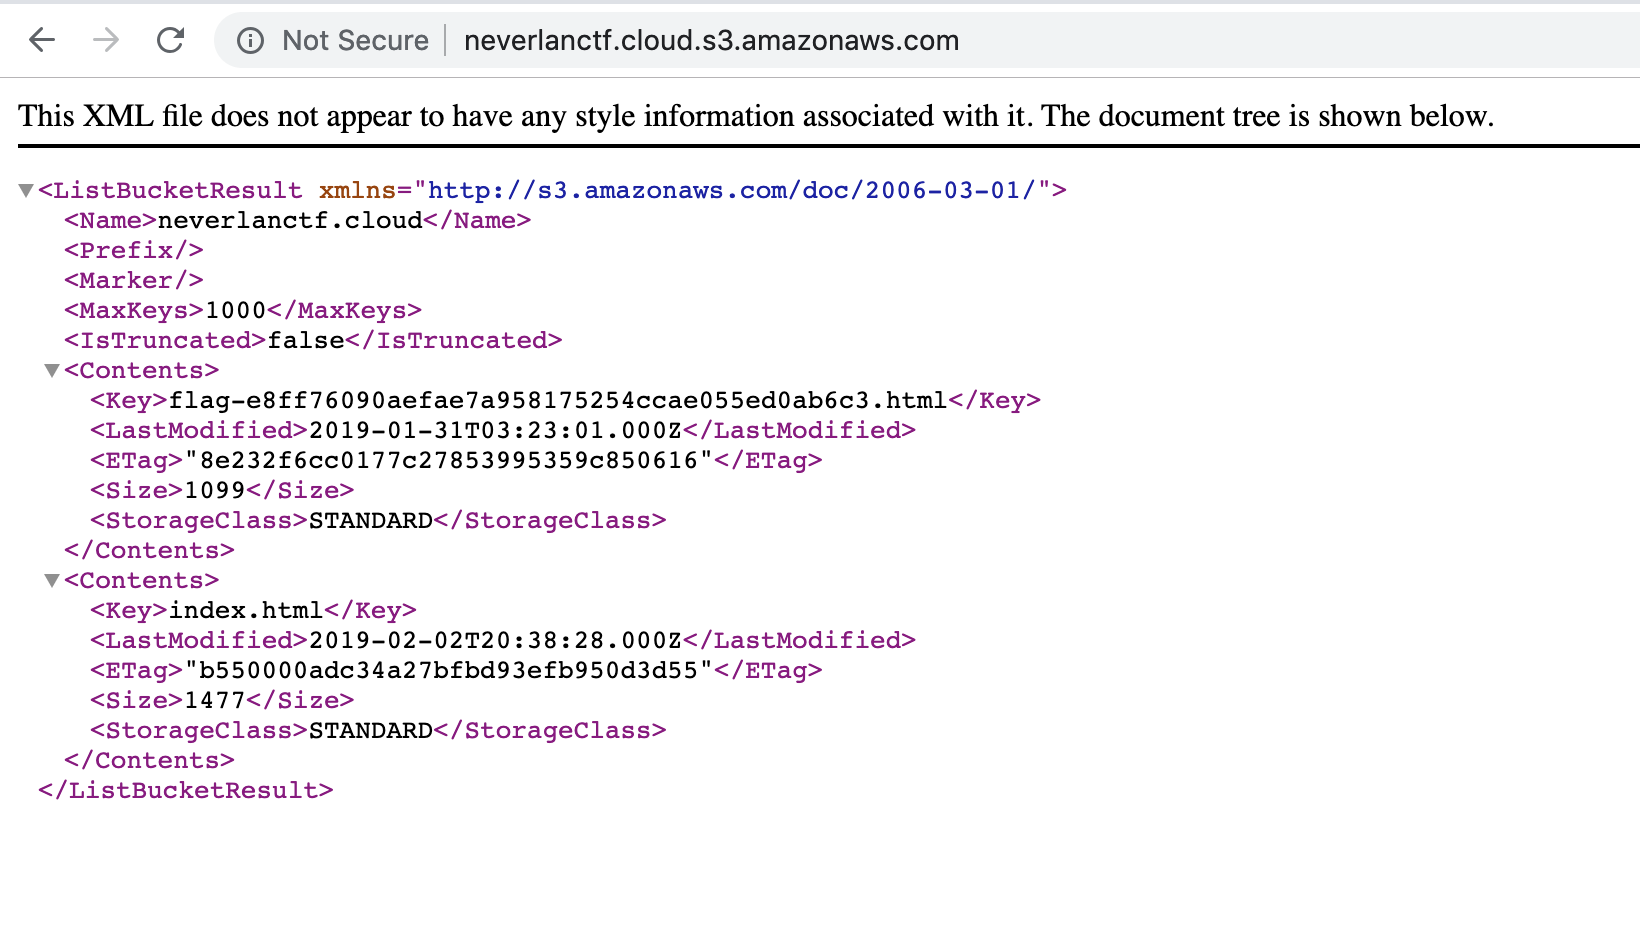 Not Secure | neverlanctf.cloud.s3.amazonaws.com
This XML file does not appear to have any style information associated with it. The document tree is shown below.
<ListBucketResult xmlns="http://s3.amazonaws.com/doc/2006-03-01/">
<Name>neverlanctf.cloud</Name>
<Prefix/>
<Marker/>
<MaxKeys>1000</MaxKeys>
<IsTruncated>false</IsTruncated>
<Contents>
<Key>flag-e8ff76090aefae7a958175254ccae055ed0ab6c3.html</Key>
<LastModified>2019-01-31T03:23:01.000Z</LastModified>
<ETag>"8e232f6cc0177c27853995359c850616"</ETag>
<Size>1099</Size>
<StorageClass>STANDARD</StorageClass>
</Contents>
<Contents>
<Key>index.html</Key>
<LastModified>2019-02-02T20:38:28.000Z</LastModified>
<ETag>"b550000adc34a27bfbd93efb950d3d55"</ETag>
<Size>1477</Size>
<StorageClass>STANDARD</StorageClass>
</Contents>
</ListBucketResult>